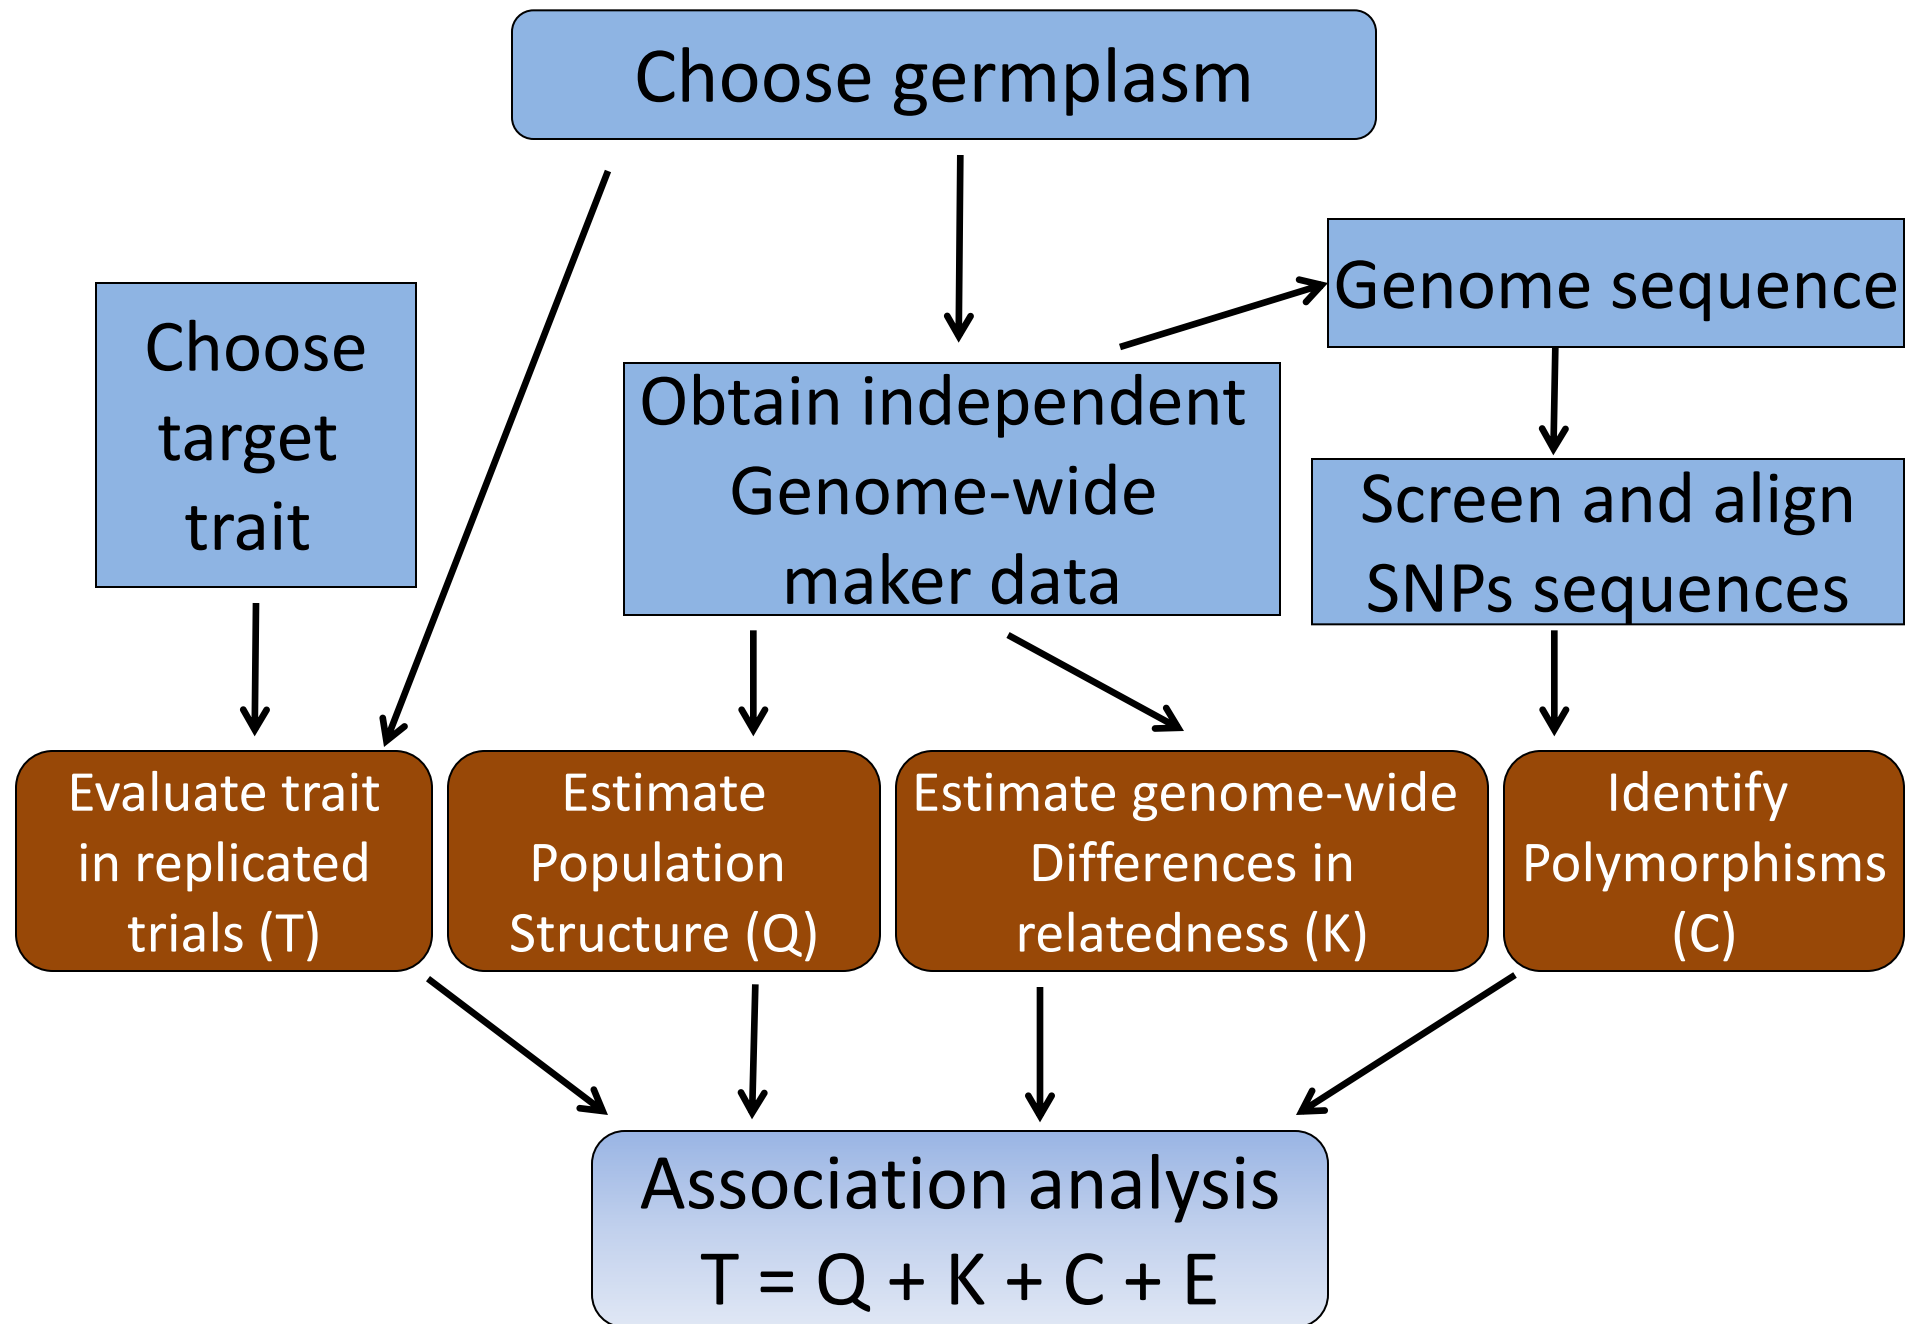 Choose germplasm
Genome sequence
Choose
target
trait
Obtain independent
Genome-wide
maker data
Screen and align
SNPs sequences
Evaluate trait
in replicated
trials (T)
Estimate
Population
Structure (Q)
Estimate genome-wide
Differences in
relatedness (K)
Identify
Polymorphisms
(C)
Association analysis
T = Q + K + C + E